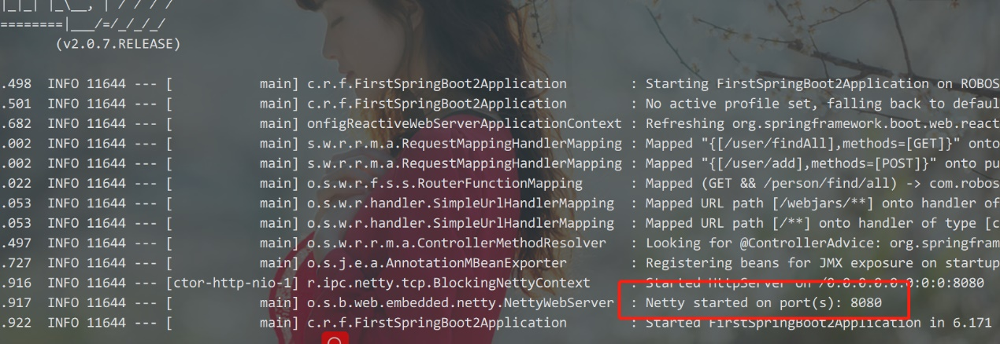 |_|_| |_\__, | / / / /
========|___/=/_/_/_/
(v2.0.7.RELEASE)
.498  INFO 11644 --- [           main] c.r.f.FirstSpringBoot2Application        : Starting FirstSpringBoot2Application on ROBOS
.501  INFO 11644 --- [           main] c.r.f.FirstSpringBoot2Application        : No active profile set, falling back to defaul
.682  INFO 11644 --- [           main] onfigReactiveWebServerApplicationContext : Refreshing org.springframework.boot.web.react
.002  INFO 11644 --- [           main] s.w.r.r.m.a.RequestMappingHandlerMapping : Mapped "{[/user/findAll],methods=[GET]}" onto
.002  INFO 11644 --- [           main] s.w.r.r.m.a.RequestMappingHandlerMapping : Mapped "{[/user/add],methods=[POST]}" onto pu
.022  INFO 11644 --- [           main] o.s.w.r.f.s.s.RouterFunctionMapping      : Mapped (GET && /person/find/all) -> com.robos
.053  INFO 11644 --- [           main] o.s.w.r.handler.SimpleUrlHandlerMapping  : Mapped URL path [/webjars/**] onto handler of
.053  INFO 11644 --- [           main] o.s.w.r.handler.SimpleUrlHandlerMapping  : Mapped URL path [/**] onto handler of type [c
.497  INFO 11644 --- [           main] o.s.w.r.r.m.a.ControllerMethodResolver   : Looking for @ControllerAdvice: org.springfram
.727  INFO 11644 --- [           main] o.s.j.e.a.AnnotationMBeanExporter        : Registering beans for JMX exposure on startup
.916  INFO 11644 --- [ctor-http-nio-1] r.ipc.netty.tcp.BlockingNettyContext     : Started HttpServer on /0:0:0:0:0:0:0:0:8080
.917  INFO 11644 --- [           main] o.s.b.web.embedded.netty.NettyWebServer  : Netty started on port(s): 8080
.922  INFO 11644 --- [           main] c.r.f.FirstSpringBoot2Application        : Started FirstSpringBoot2Application in 6.171